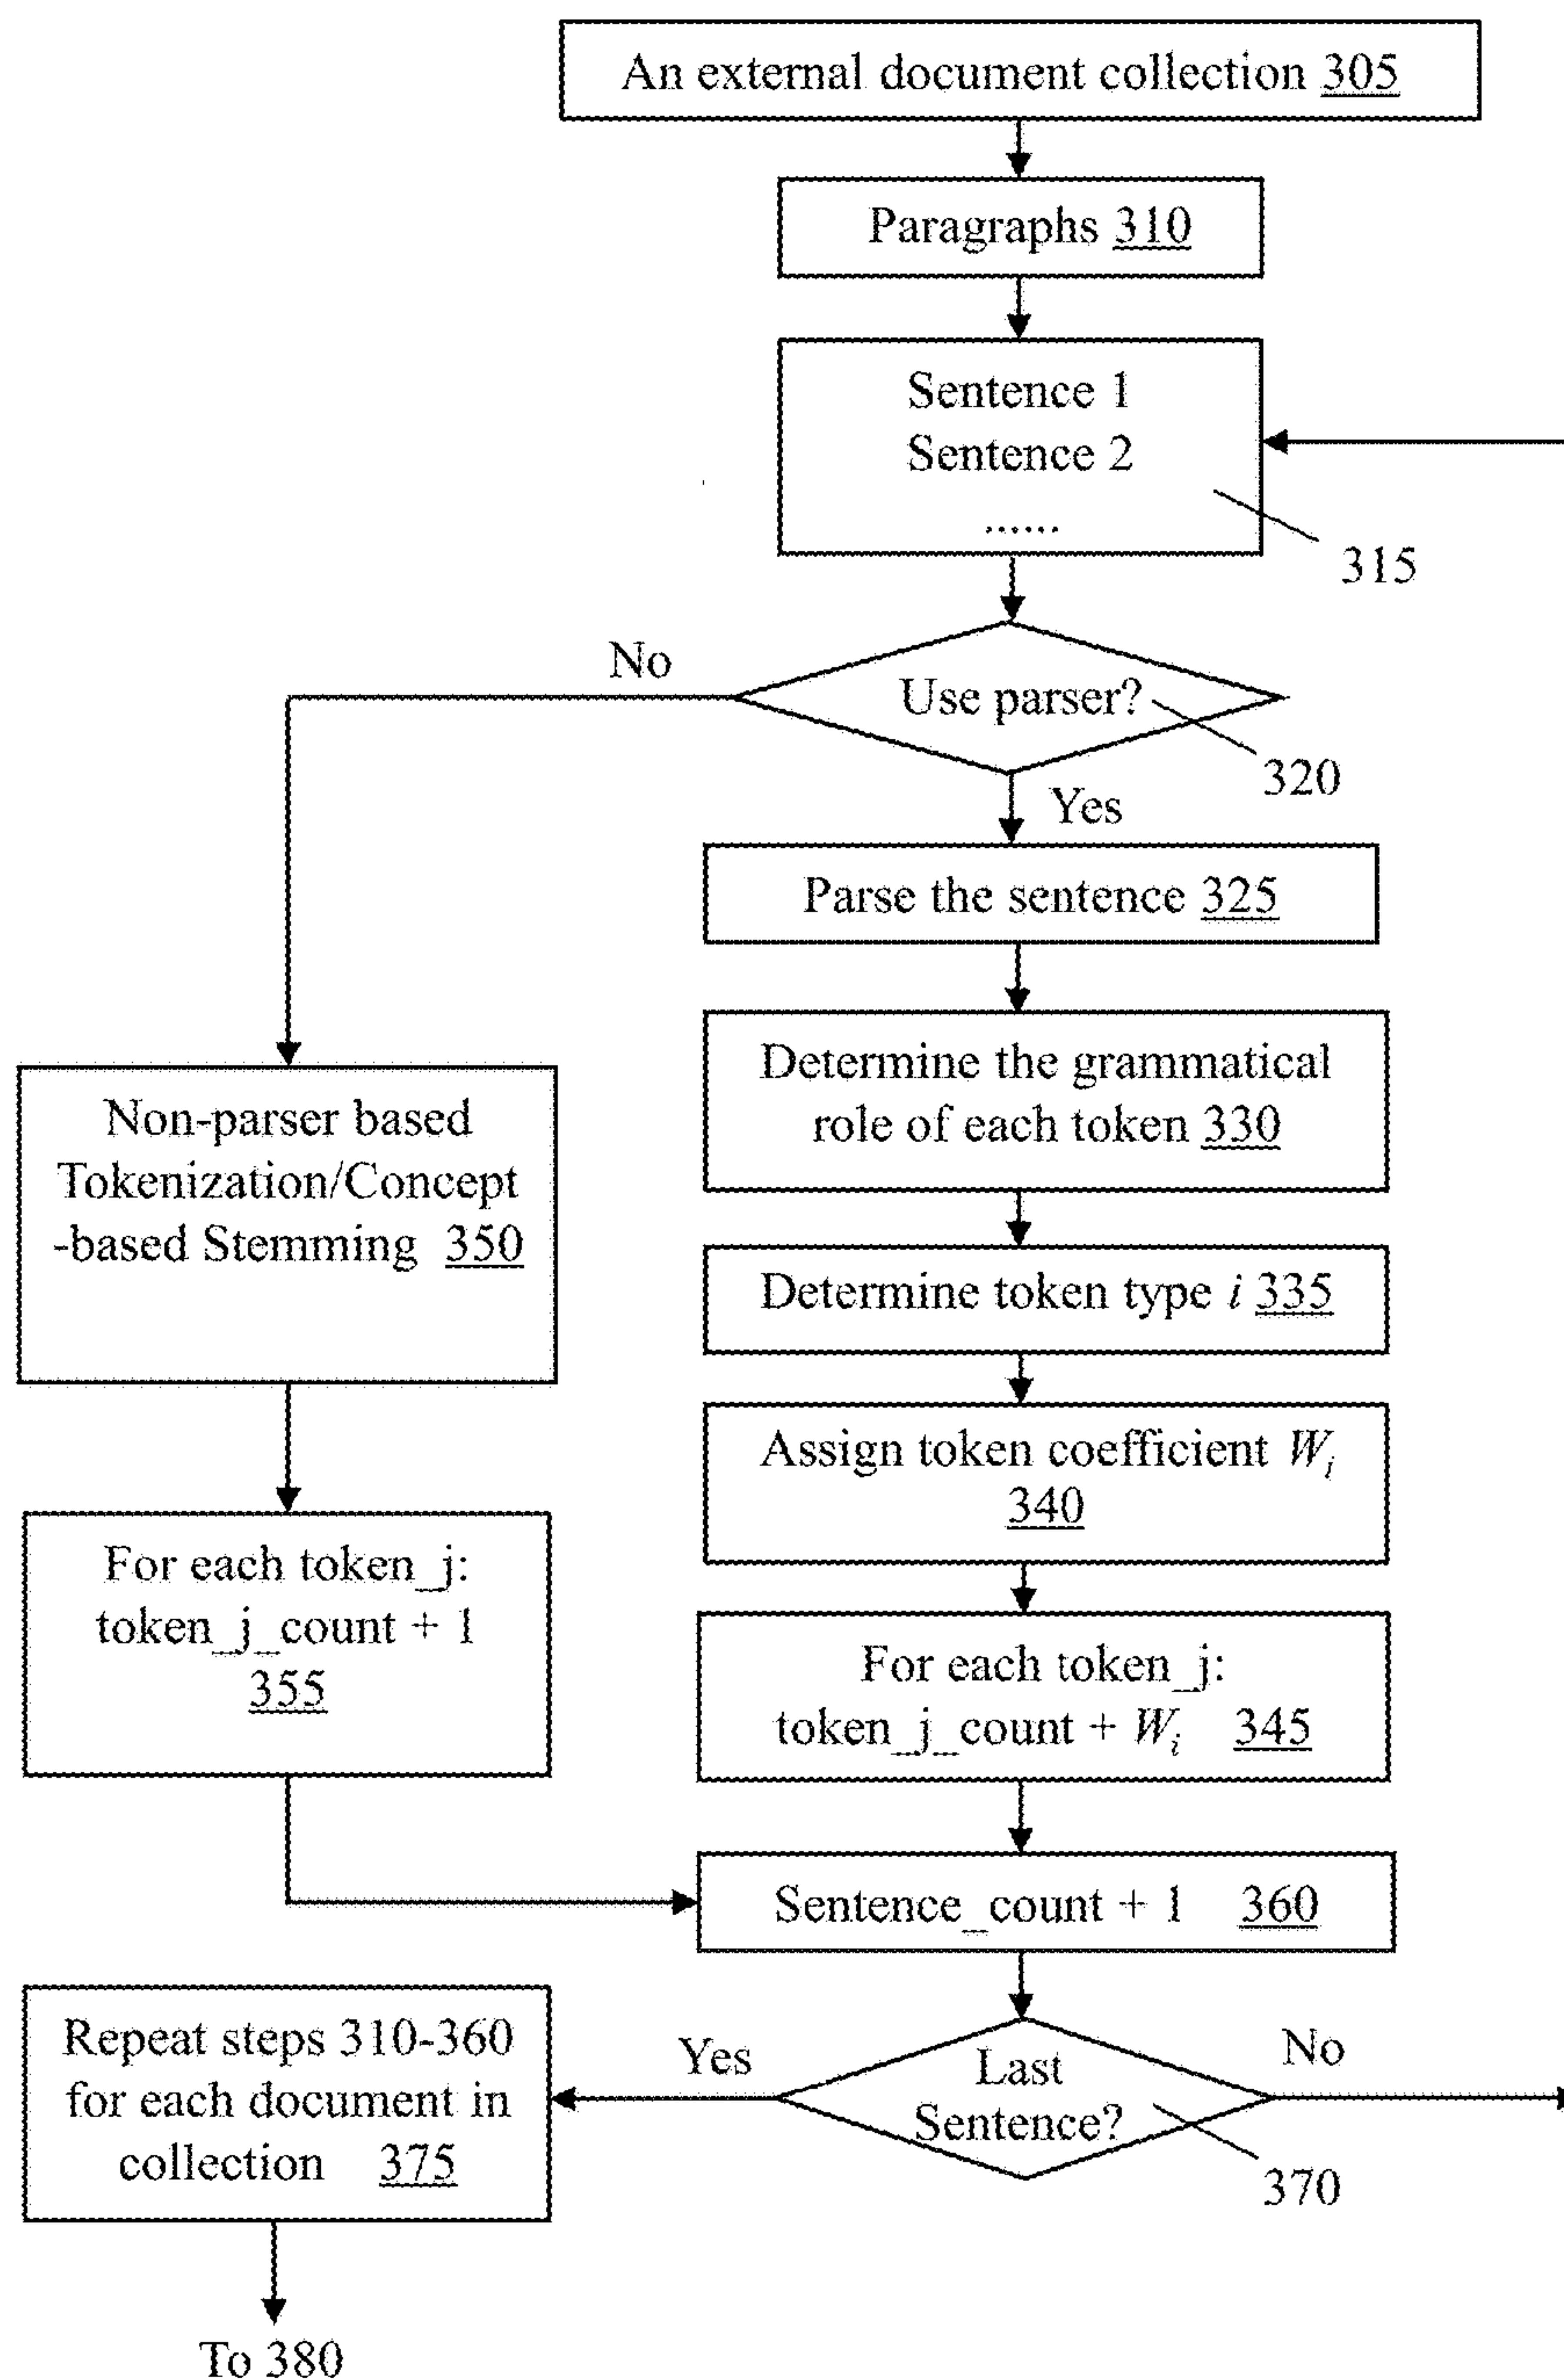 An external document collection 305
Paragraphs 310
Sentence 1
Sentence 2
......
315
Use parser?
320
No
Yes
Parse the sentence 325
Determine the grammatical
role of each token 330
Determine token type i 335
Assign token coefficient Wi
340
For each token_j:
token_j_count + Wi 345
Non-parser based
Tokenization/Concept
-based Stemming 350
For each token_j:
token_j_count + 1
355
Sentence_count + 1 360
Last
Sentence?
370
Yes
No
Repeat steps 310-360
for each document in
collection 375
To 380